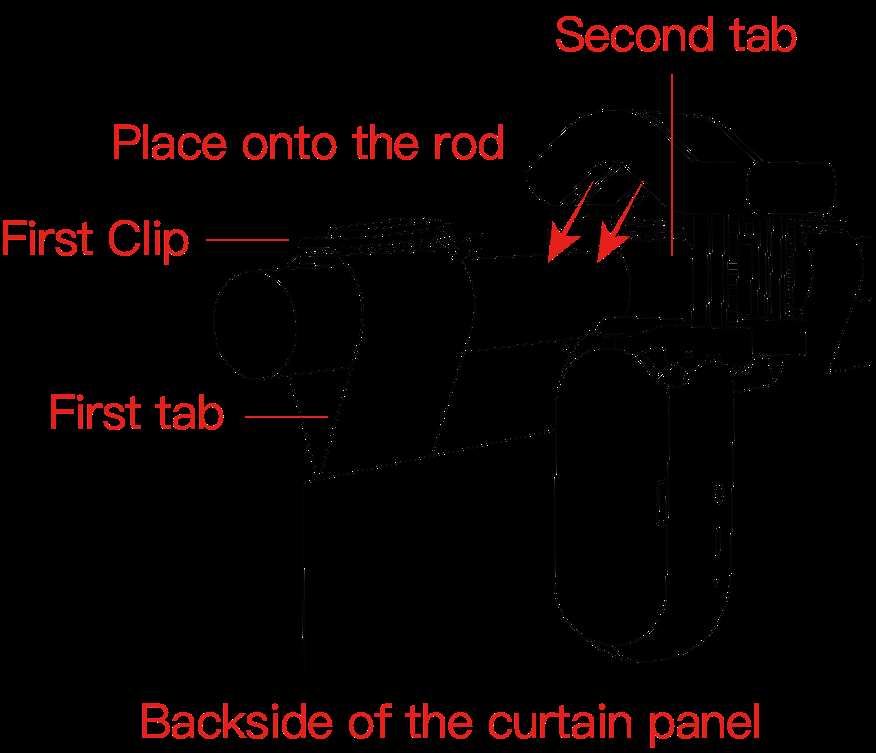 Second tab
Place onto the rod
First Clip
First tab
Backside of the curtain panel